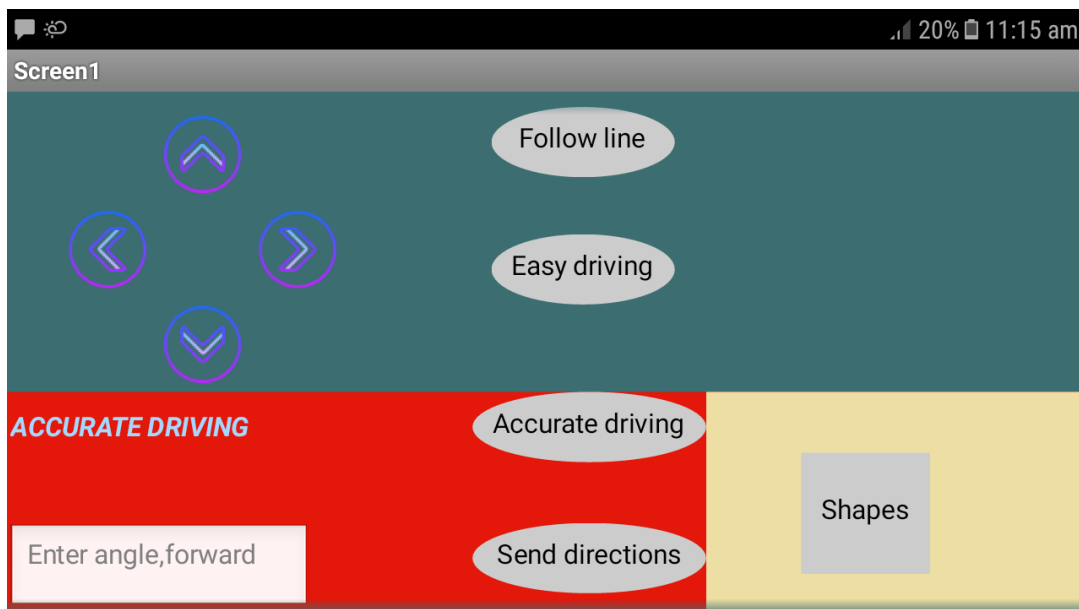 20% 11:15 am
Screen1
Follow line
Easy driving
ACCURATE DRIVING
Accurate driving
Enter angle,forward
Send directions
Shapes